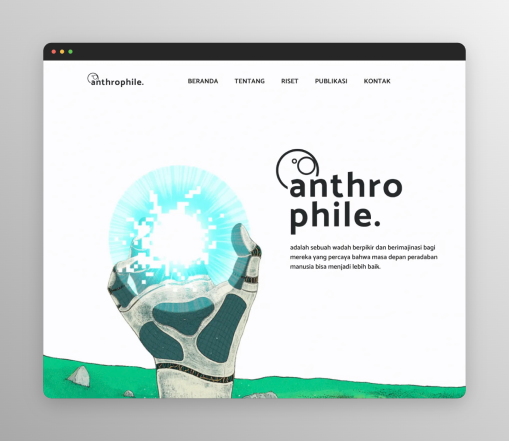 anthrophile.
BERANDA TENTANG RISET PUBLIKASI KONTAK
anthro
phile.
adalah sebuah wadah berpikir dan berimajinasi bagi
mereka yang percaya bahwa masa depan peradaban
manusia bisa menjadi lebih baik.